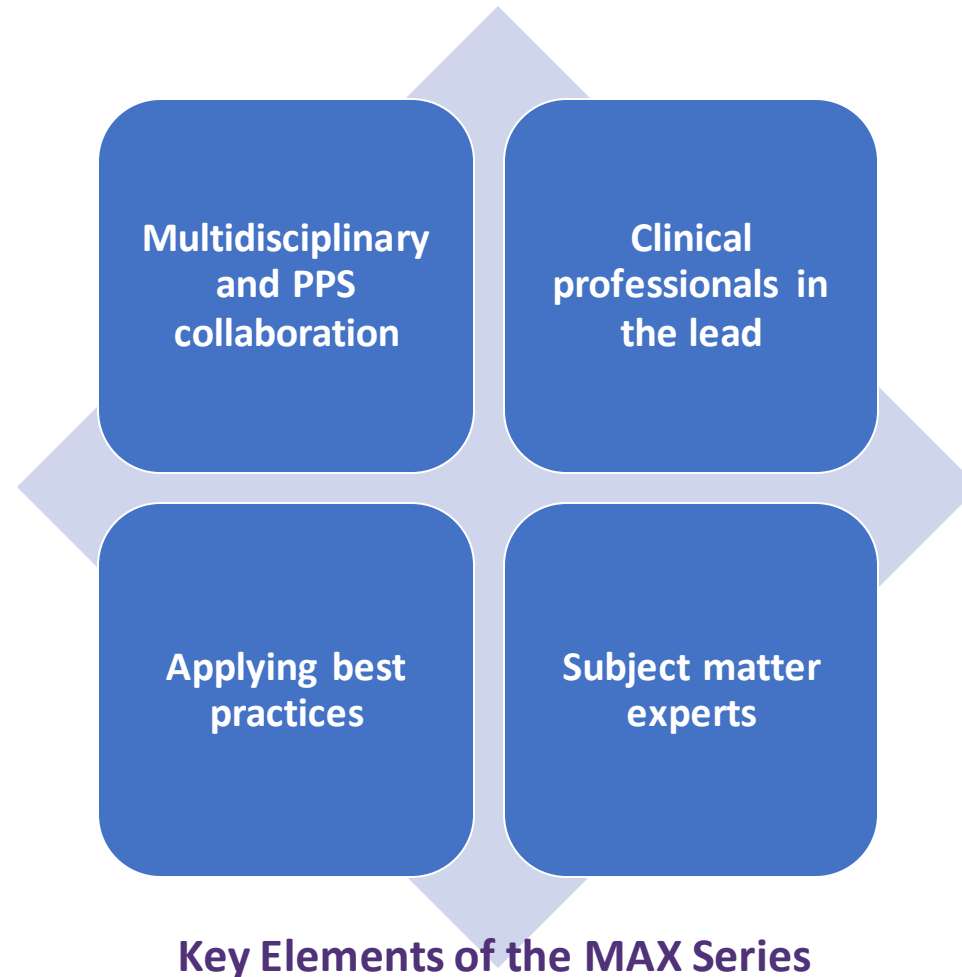 Multidisciplinary
and PPS
collaboration
Clinical
professionals in
the lead
Applying best
practices
Subject matter
experts
Key Elements of the MAX Series